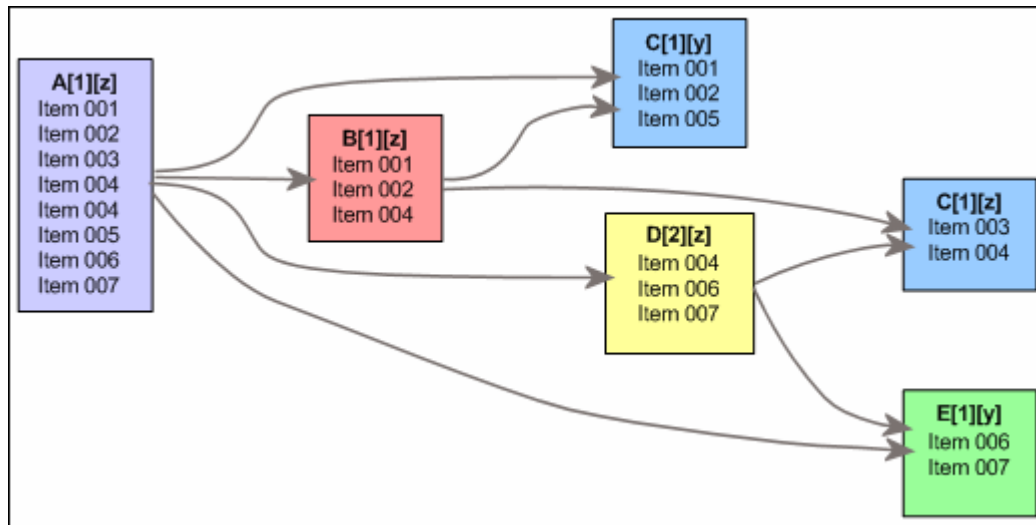 A[1][z]
Item 001
Item 002
Item 003
Item 004
Item 004
Item 005
Item 006
Item 007
B[1][z]
Item 001
Item 002
Item 004
C[1][y]
Item 001
Item 002
Item 005
D[2][z]
Item 004
Item 006
Item 007
C[1][z]
Item 003
Item 004
E[1][y]
Item 006
Item 007